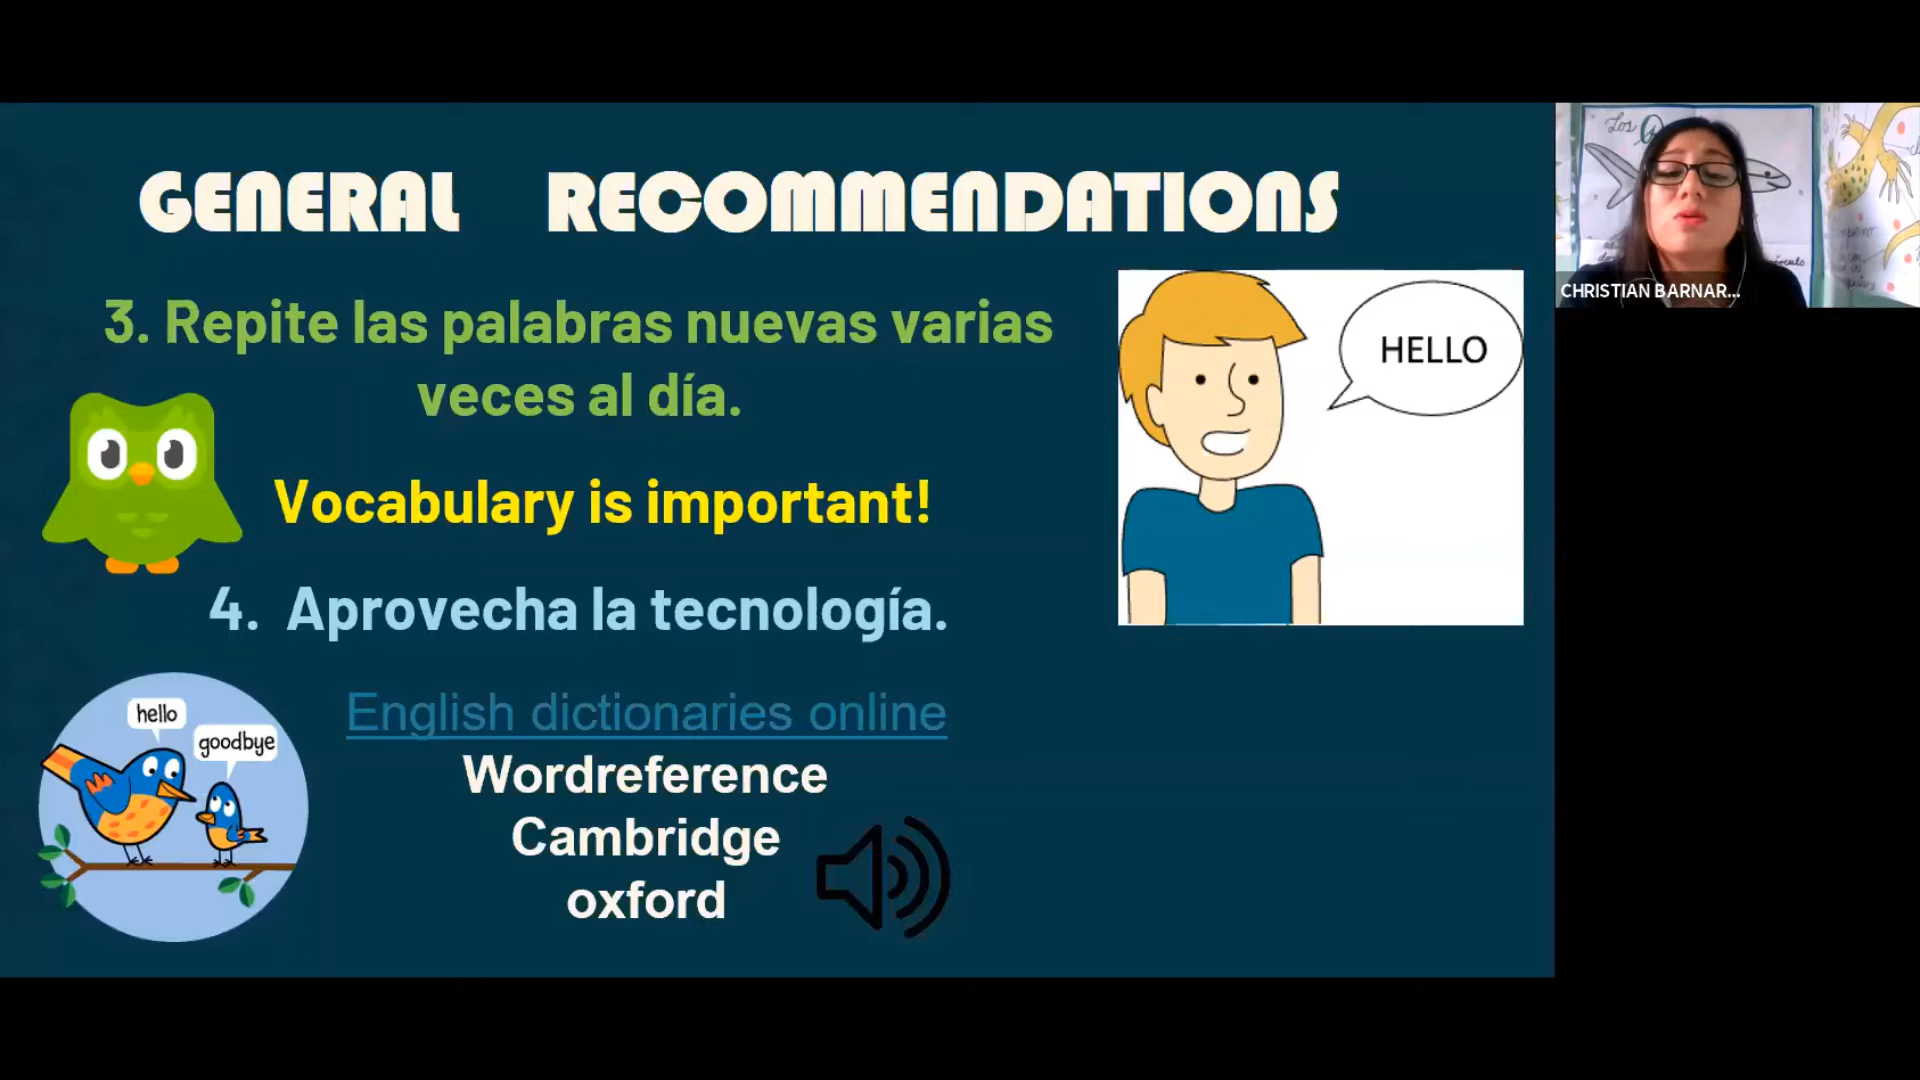 GENERAL RECOMMENDATIONS
3. Repite las palabras nuevas varias
veces al día.
HELLO
Vocabulary is important!
4. Aprovecha la tecnología.
hello
goodbye
English dictionaries online
Wordreference
Cambridge
oxford
Los
CHRISTIAN BARNAR...